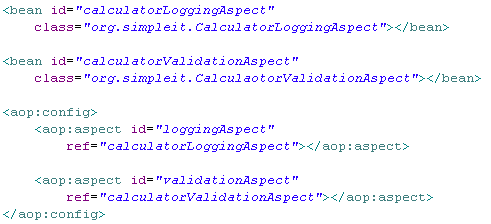 <bean id="calculatorLoggingAspect"
class="org.simpleit.CalculatorLoggingAspect"></bean>
<bean id="calculatorValidationAspect"
class="org.simpleit.CalculaotorValidationAspect"></bean>
<aop:config>
<aop:aspect id="loggingAspect"
ref="calculatorLoggingAspect"></aop:aspect>
<aop:aspect id="validationAspect"
ref="calculatorValidationAspect"></aop:aspect>
</aop:config>